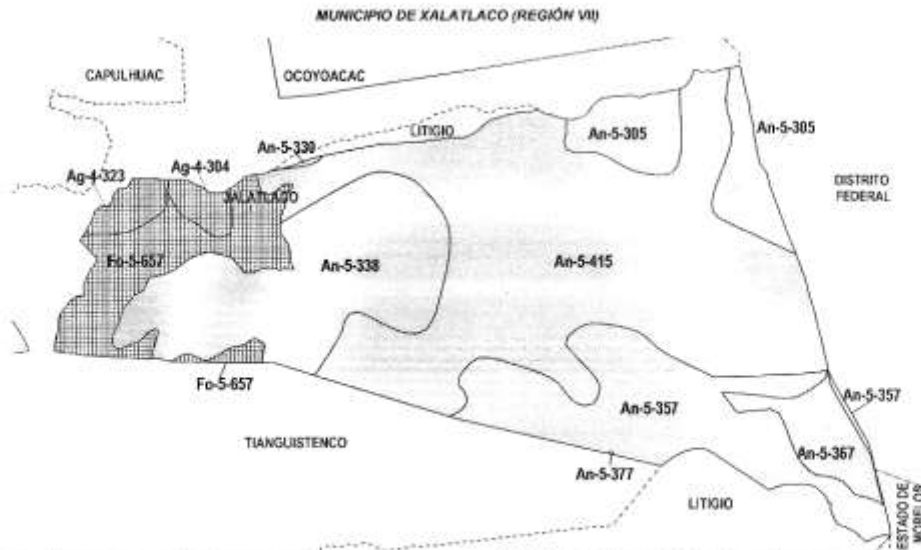 MUNICIPIO DE XALATLACO (REGIÓN VII)
CAPULHUAC
OCOYOACAC
LITIGIO
An-5-305
An-5-305
An-5-330
Ag-4-304
Ag-4-323
JALATLACO
DISTRITO
FEDERAL
Fo-5-657
An-5-338
An-5-415
Fo-5-657
An-5-357
An-5-357
An-5-367
TIANGUISTENCO
An-5-377
LITIGIO
ESTADO DE
MORELOS